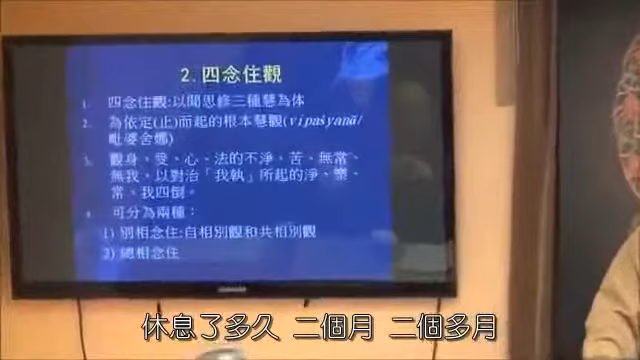 2.四念住觀
1. 四念住觀:以聞思修三種慧為体
2. 為依定(止)而起的根本慧觀(vipaśyanā/
毗婆舍娜)
3. 觀身、受、心、法的不淨、苦、無常、
無我，以對治「我執」所起的淨、樂、
常、我四倒。
4. 可分為兩種：
1) 別相念住:自相別觀和共相別觀
2) 總相念住
休息了多久 二個月 二個多月